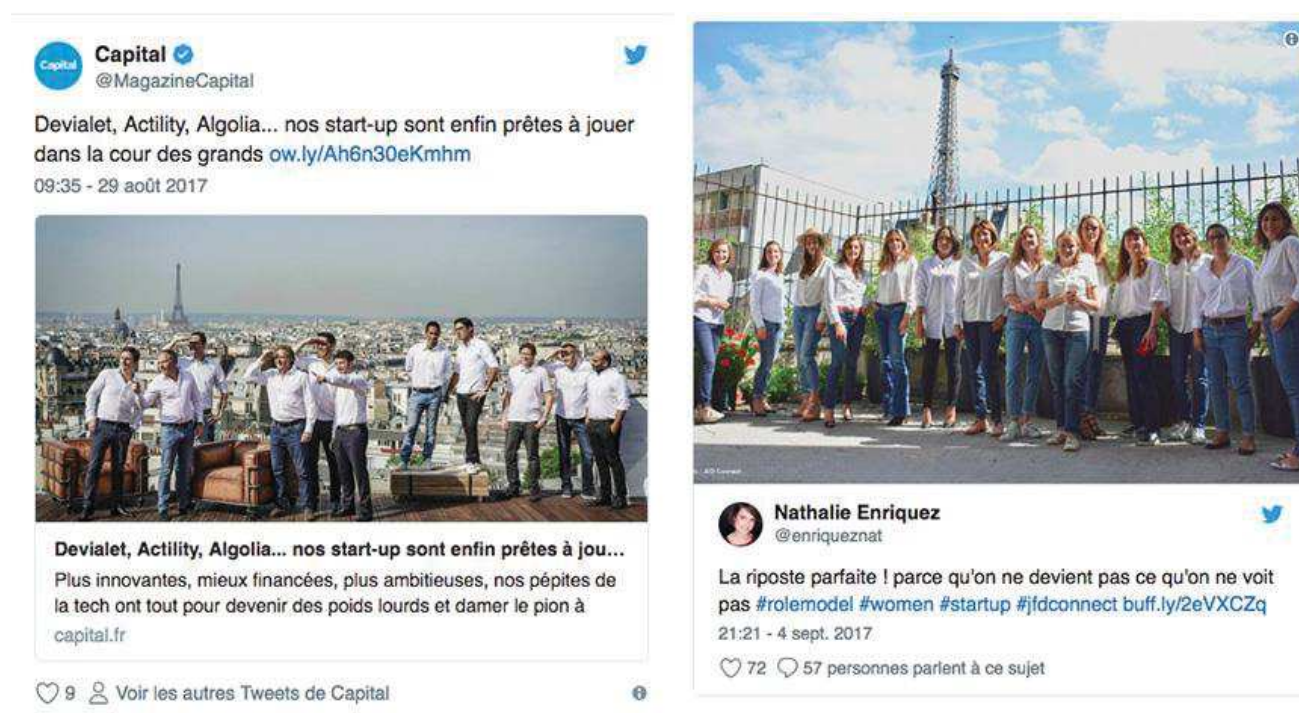 Capital
Capital
@MagazineCapital
Devialet, Actility, Algolia... nos start-up sont enfin prêtes à jouer
dans la cour des grands ow.ly/Ah6n30eKmhm
09:35 - 29 août 2017
Devialet, Actility, Algolia... nos start-up sont enfin prêtes à jou...
Plus innovantes, mieux financées, plus ambitieuses, nos pépites de
la tech ont tout pour devenir des poids lourds et damer le pion à
capital.fr
9 Voir les autres Tweets de Capital
Nathalie Enriquez
@enriqueznat
La riposte parfaite ! parce qu'on ne devient pas ce qu'on ne voit
pas #rolemodel #women #startup #jfdconnect buff.ly/2eVXCZq
21:21 - 4 sept. 2017
72 57 personnes parlent à ce sujet